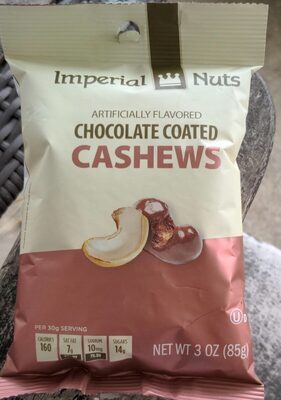 Imperial Nuts
ARTIFICIALLY FLAVORED
CHOCOLATE COATED
CASHEWS
PER 30g SERVING
CALORIES 160
SAT FAT 7g
SODIUM 10mg
SUGARS 14g
U D
NET WT 3 OZ (85g)